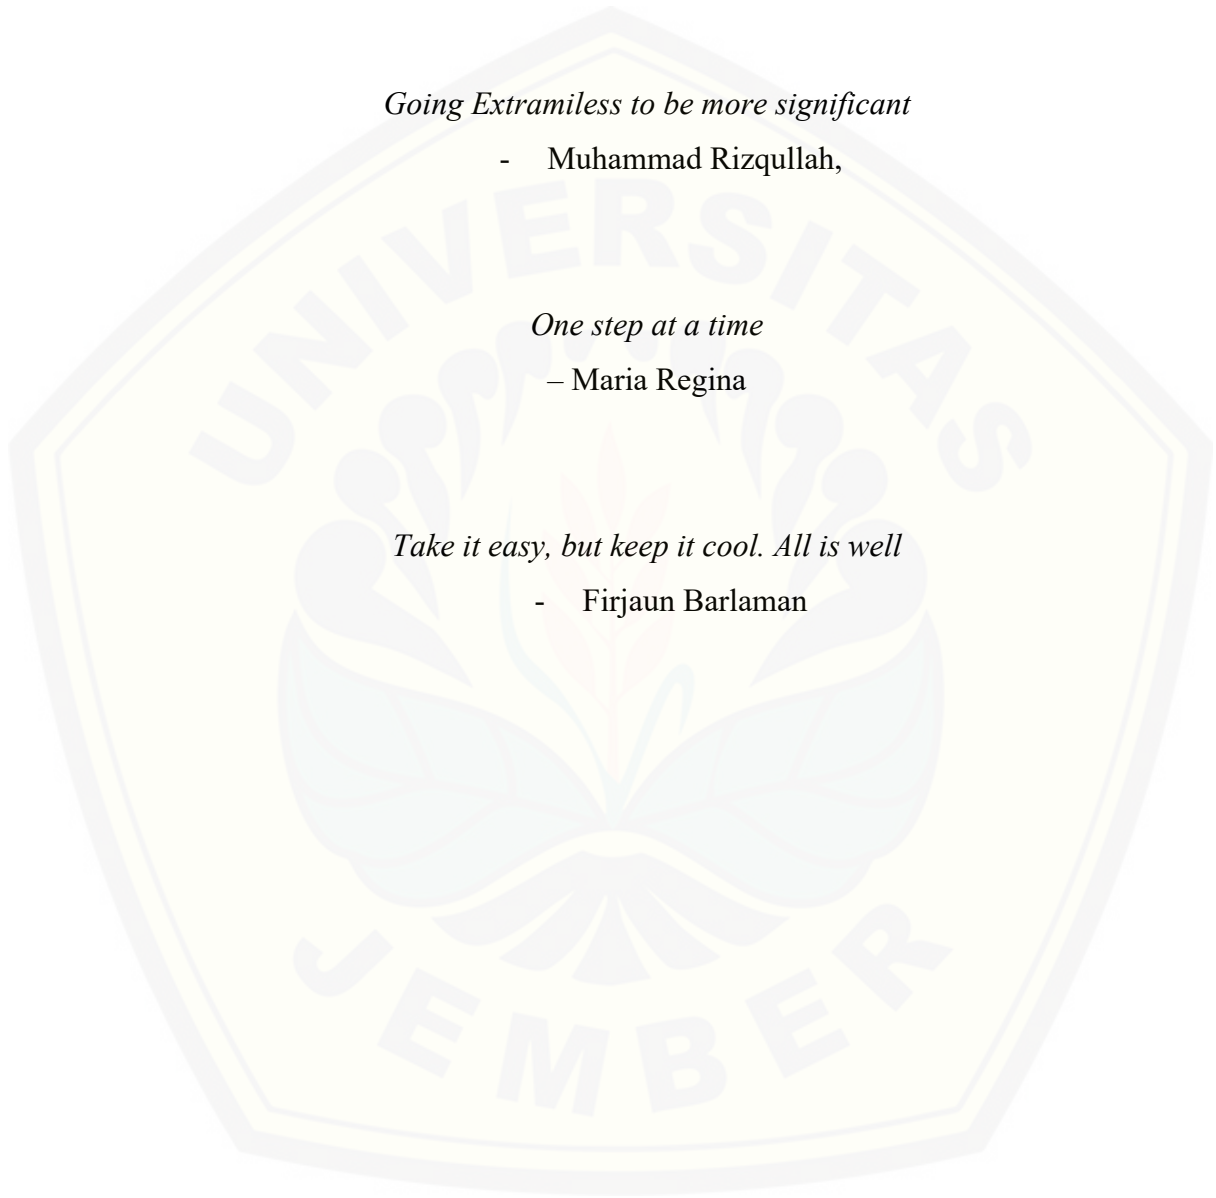 Going Extramiless to be more significant
- Muhammad Rizqullah,
One step at a time
– Maria Regina
Take it easy, but keep it cool. All is well
- Firjaun Barlaman
UNIVERSITAS
JEMBER